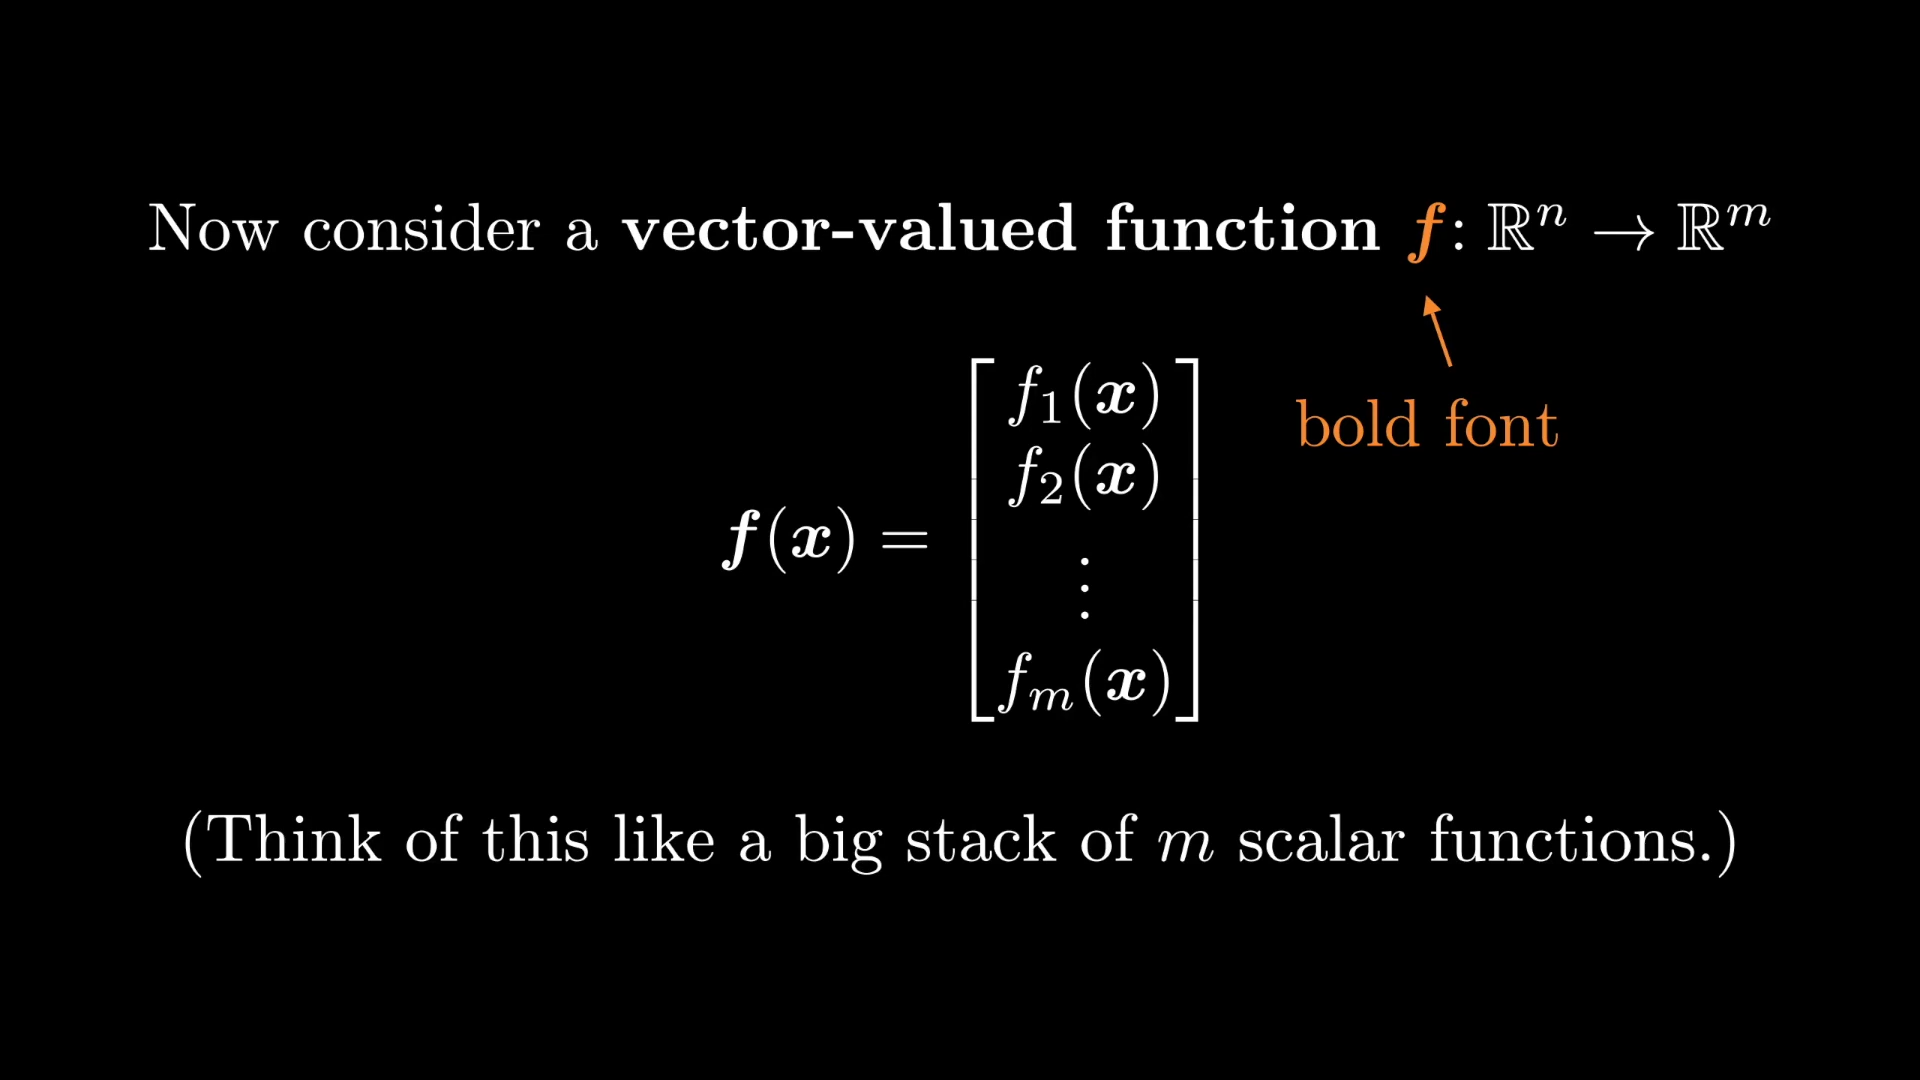 Now consider a vector-valued function 𝒇: ℝⁿ → ℝᵐ
bold font
𝒇(𝒙) = [f₁(𝒙)
f₂(𝒙)
⋮
fₘ(𝒙)]
(Think of this like a big stack of m scalar functions.)